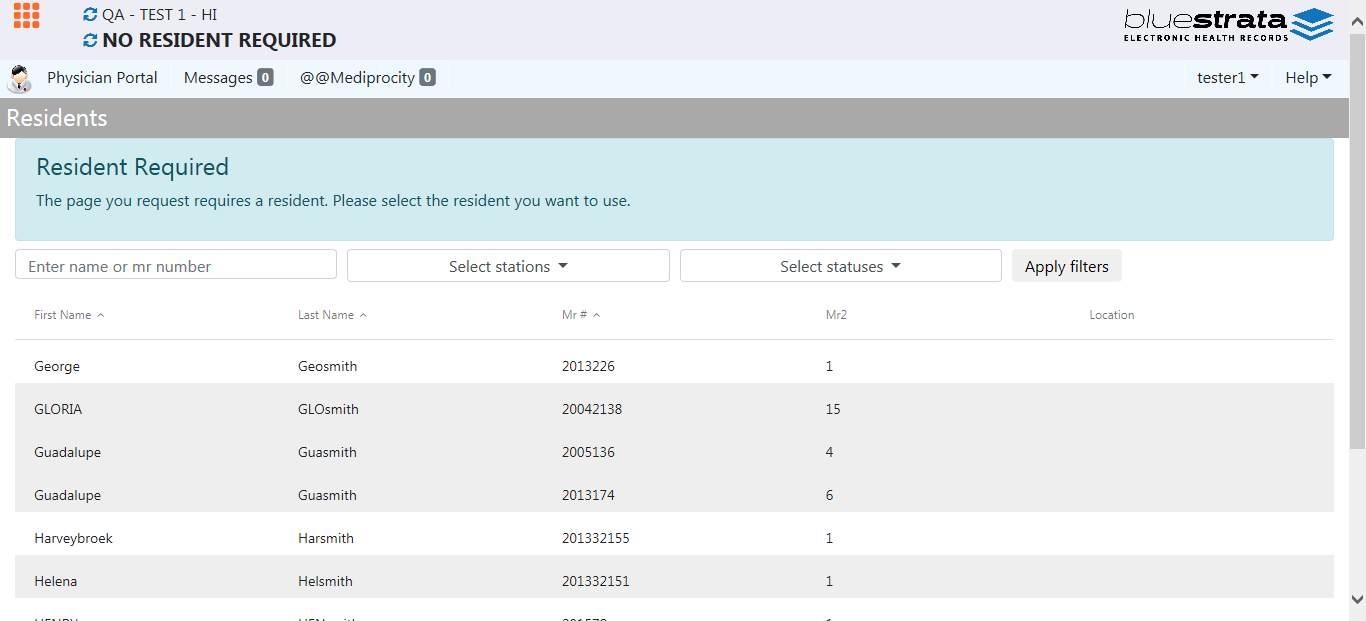 QA - TEST 1 - HI
NO RESIDENT REQUIRED
bluestrata
ELECTRONIC HEALTH RECORDS
Physician Portal Messages 0 @@Mediprocity 0 tester1 Help
Residents
Resident Required
The page you request requires a resident. Please select the resident you want to use.
Enter name or mr number Select stations Select statuses Apply filters
First Name Last Name Mr # Mr2 Location
George Geosmith 2013226 1
GLORIA GLOsmith 20042138 15
Guadalupe Guasmith 2005136 4
Guadalupe Guasmith 2013174 6
Harveybroek Harsmith 201332155 1
Helena Helsmith 201332151 1